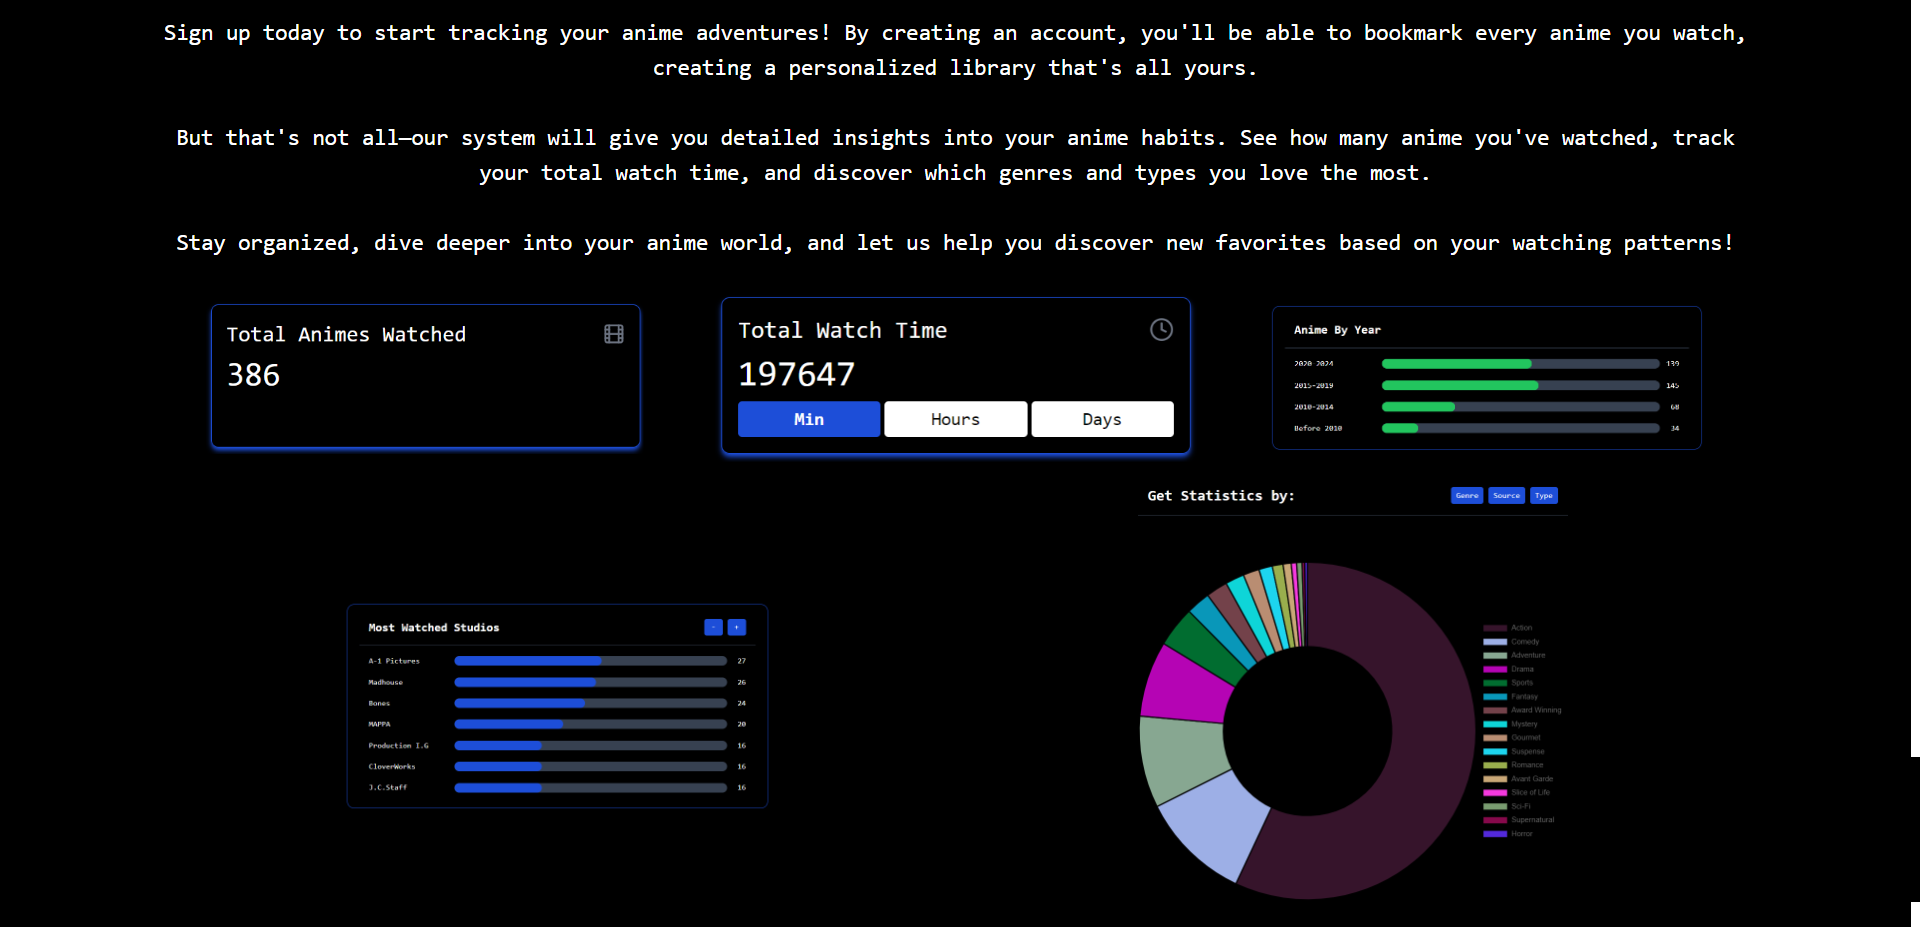 Sign up today to start tracking your anime adventures! By creating an account, you'll be able to bookmark every anime you watch,
creating a personalized library that's all yours.
But that's not all—our system will give you detailed insights into your anime habits. See how many anime you've watched, track
your total watch time, and discover which genres and types you love the most.
Stay organized, dive deeper into your anime world, and let us help you discover new favorites based on your watching patterns!
Total Animes Watched
386
Total Watch Time
197647
Min Hours Days
Anime By Year
2020-2024 139
2015-2019 145
2010-2014 68
Before 2010 34
Get Statistics by: Genre Source Type
Most Watched Studios - +
A-1 Pictures 27
Madhouse 26
Bones 24
MAPPA 20
Production I.G 16
CloverWorks 16
J.C.Staff 16
Action
Comedy
Adventure
Drama
Sports
Fantasy
Award Winning
Mystery
Gourmet
Suspense
Romance
Avant Garde
Slice of Life
Sci-Fi
Supernatural
Horror